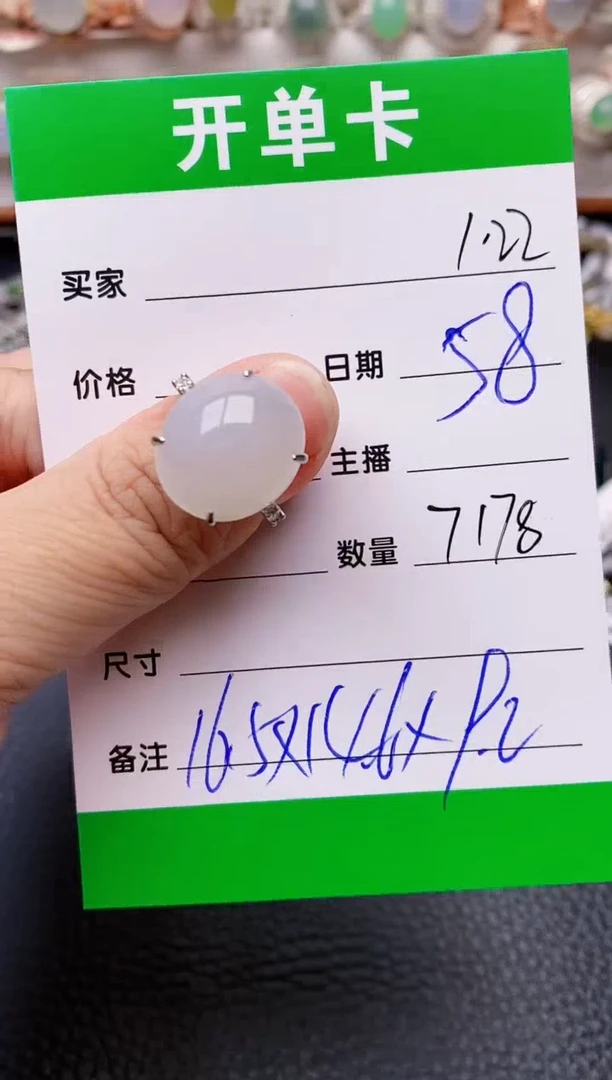 开单卡
买家 1.22
价格 日期 58
主播
数量 7178
尺寸
备注 16.5x14.6x9.2